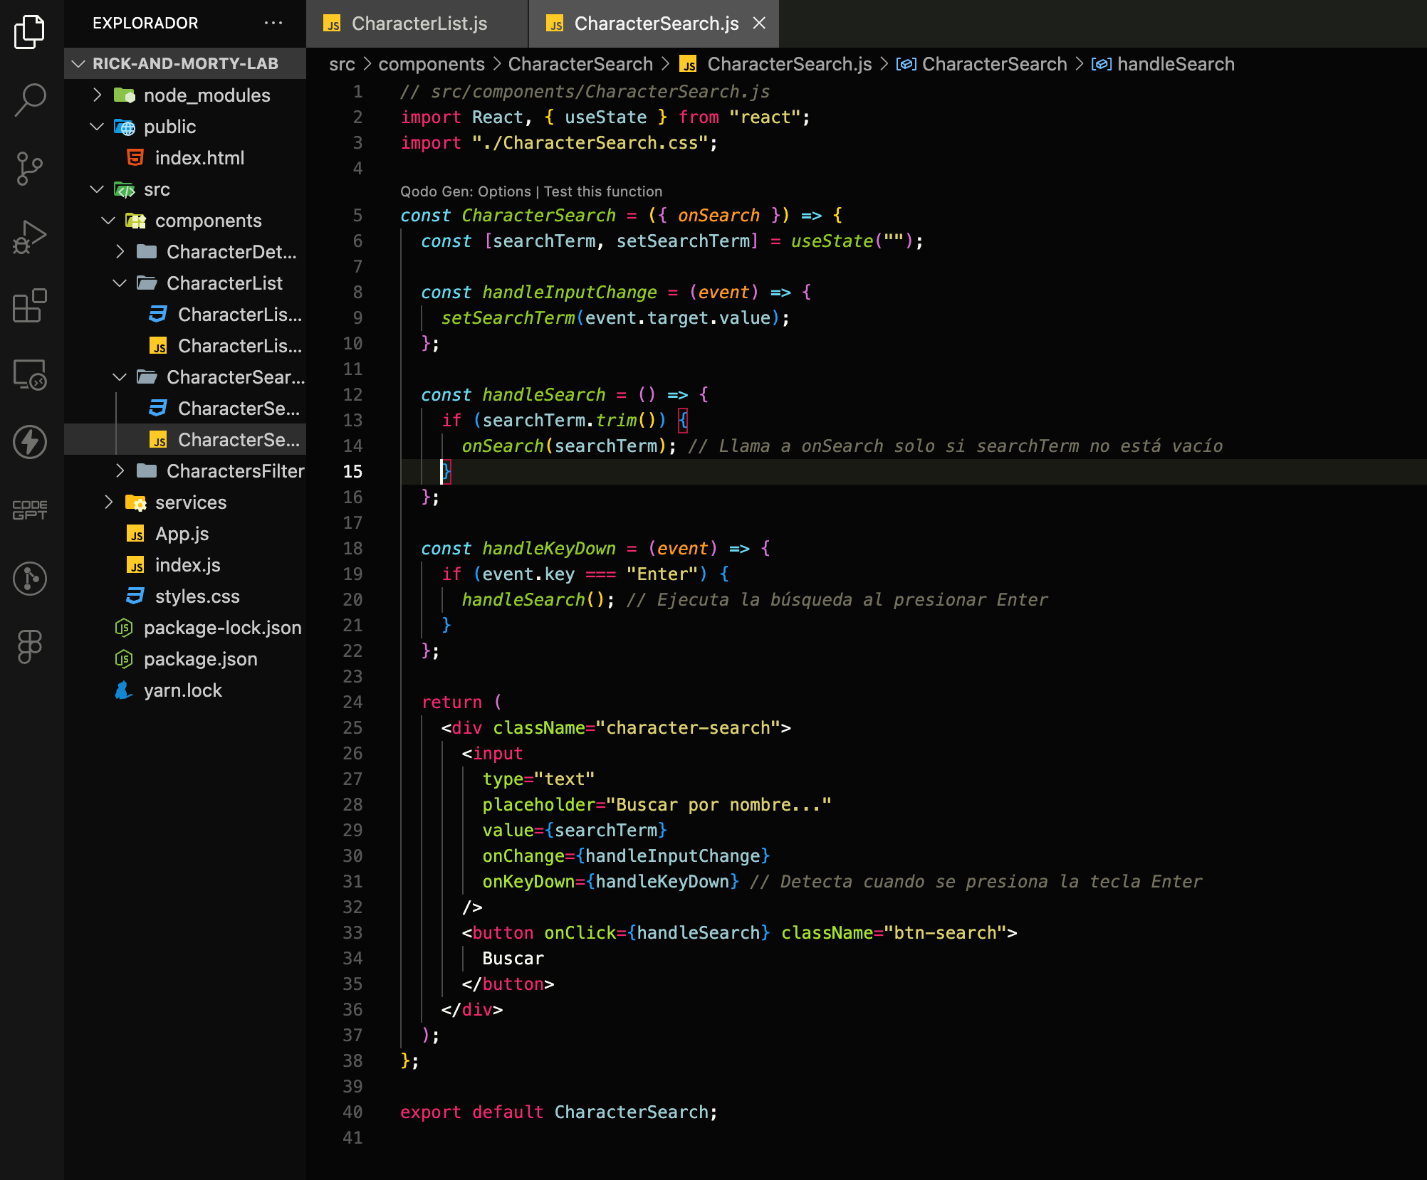 EXPLORADOR ···
RICK-AND-MORTY-LAB
node_modules
public
index.html
src
components
CharacterDet...
CharacterList
CharacterLis...
CharacterLis...
CharacterSear...
CharacterSe...
CharacterSe...
CharactersFilter
services
App.js
index.js
styles.css
package-lock.json
package.json
yarn.lock
CODE
GPT
JS CharacterList.js
JS CharacterSearch.js ×
src > components > CharacterSearch > JS CharacterSearch.js > CharacterSearch > handleSearch
1 // src/components/CharacterSearch.js
2 import React, { useState } from "react";
3 import "./CharacterSearch.css";
4
Qodo Gen: Options | Test this function
5 const CharacterSearch = ({ onSearch }) => {
6   const [searchTerm, setSearchTerm] = useState("");
7
8   const handleInputChange = (event) => {
9     setSearchTerm(event.target.value);
10   };
11
12   const handleSearch = () => {
13     if (searchTerm.trim()) {
14       onSearch(searchTerm); // Llama a onSearch solo si searchTerm no está vacío
15     }
16   };
17
18   const handleKeyDown = (event) => {
19     if (event.key === "Enter") {
20       handleSearch(); // Ejecuta la búsqueda al presionar Enter
21     }
22   };
23
24   return (
25     <div className="character-search">
26       <input
27         type="text"
28         placeholder="Buscar por nombre..."
29         value={searchTerm}
30         onChange={handleInputChange}
31         onKeyDown={handleKeyDown} // Detecta cuando se presiona la tecla Enter
32       />
33       <button onClick={handleSearch} className="btn-search">
34         Buscar
35       </button>
36     </div>
37   );
38 };
39
40 export default CharacterSearch;
41